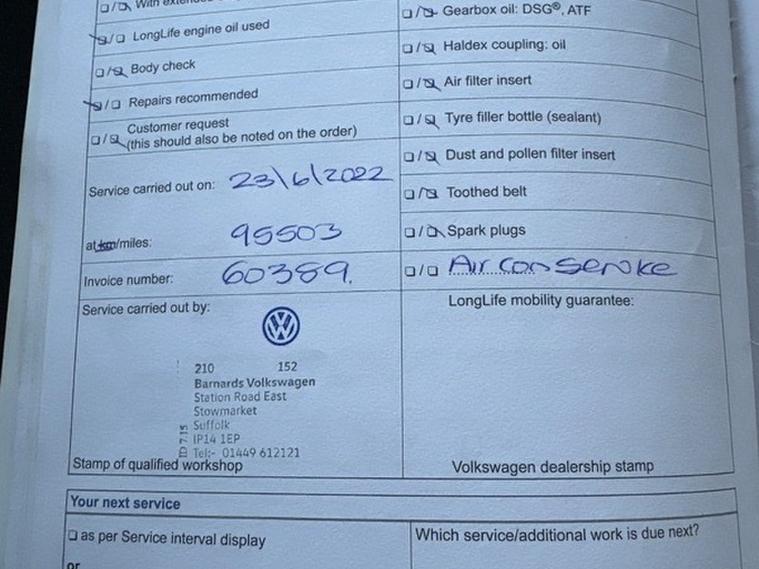 With
LongLife engine oil used
Body check
Repairs recommended
Customer request
(this should also be noted on the order)
Service carried out on: 23\6\2022
at km/miles: 95503
Invoice number: 60389.
Service carried out by:
210 152
Barnards Volkswagen
Station Road East
Stowmarket
Suffolk
IP14 1EP
Tel:- 01449 612121
Stamp of qualified workshop
Gearbox oil: DSG®, ATF
Haldex coupling: oil
Air filter insert
Tyre filler bottle (sealant)
Dust and pollen filter insert
Toothed belt
Spark plugs
Air con
LongLife mobility guarantee:
Volkswagen dealership stamp
Your next service
as per Service interval display
or
Which service/additional work is due next?